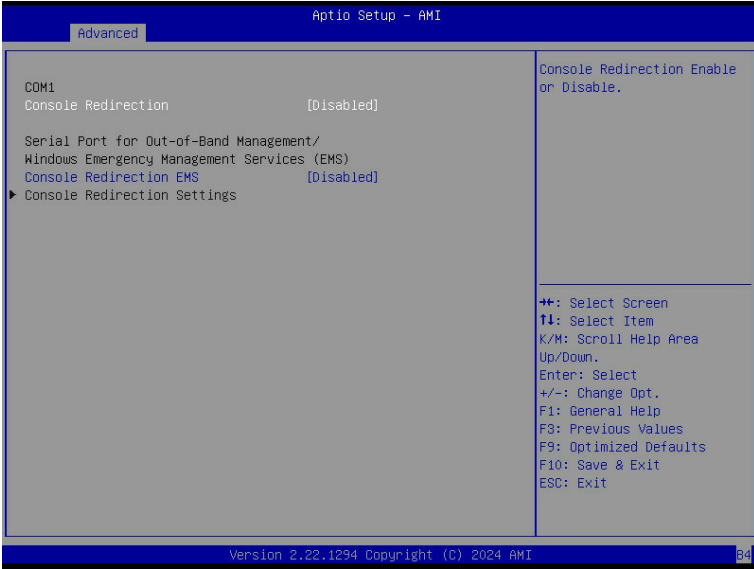 Aptio Setup – AMI
Advanced
COM1
Console Redirection [Disabled]
Serial Port for Out-of-Band Management/
Windows Emergency Management Services (EMS)
Console Redirection EMS [Disabled]
▶ Console Redirection Settings
Console Redirection Enable
or Disable.
→←: Select Screen
↑↓: Select Item
K/M: Scroll Help Area
Up/Down.
Enter: Select
+/-: Change Opt.
F1: General Help
F3: Previous Values
F9: Optimized Defaults
F10: Save & Exit
ESC: Exit
Version 2.22.1294 Copyright (C) 2024 AMI
B4